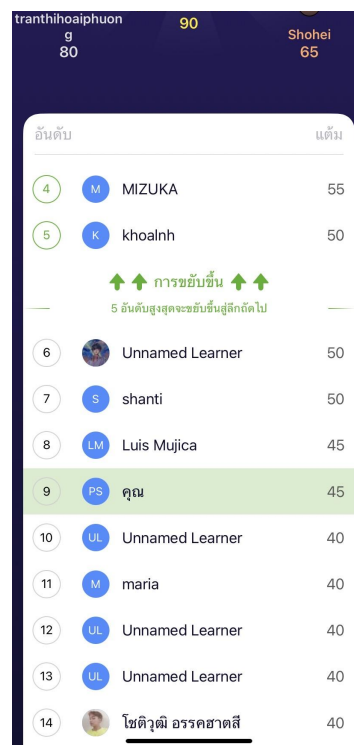 tranthihoaiphuon
g
80
90
Shohei
65
อันดับ แต้ม
4 M MIZUKA 55
5 K khoalnh 50
การขยับขึ้น
5 อันดับสูงสุดจะขยับขึ้นสู่ลีกถัดไป
6 Unnamed Learner 50
7 S shanti 50
8 LM Luis Mujica 45
9 PS คุณ 45
10 UL Unnamed Learner 40
11 M maria 40
12 UL Unnamed Learner 40
13 UL Unnamed Learner 40
14 โชติวุฒิ อรรคฮาตสี 40